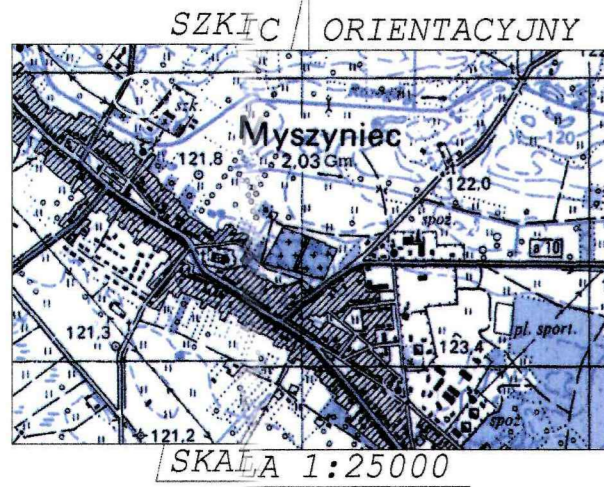 SZKIC ORIENTACYJNY
szk.
Myszyniec
2,03 Gm
121.8
120
122.0
spoż
a 10
121.3
123.4
pl. sport.
121.2
spoż
SKALA 1:25000